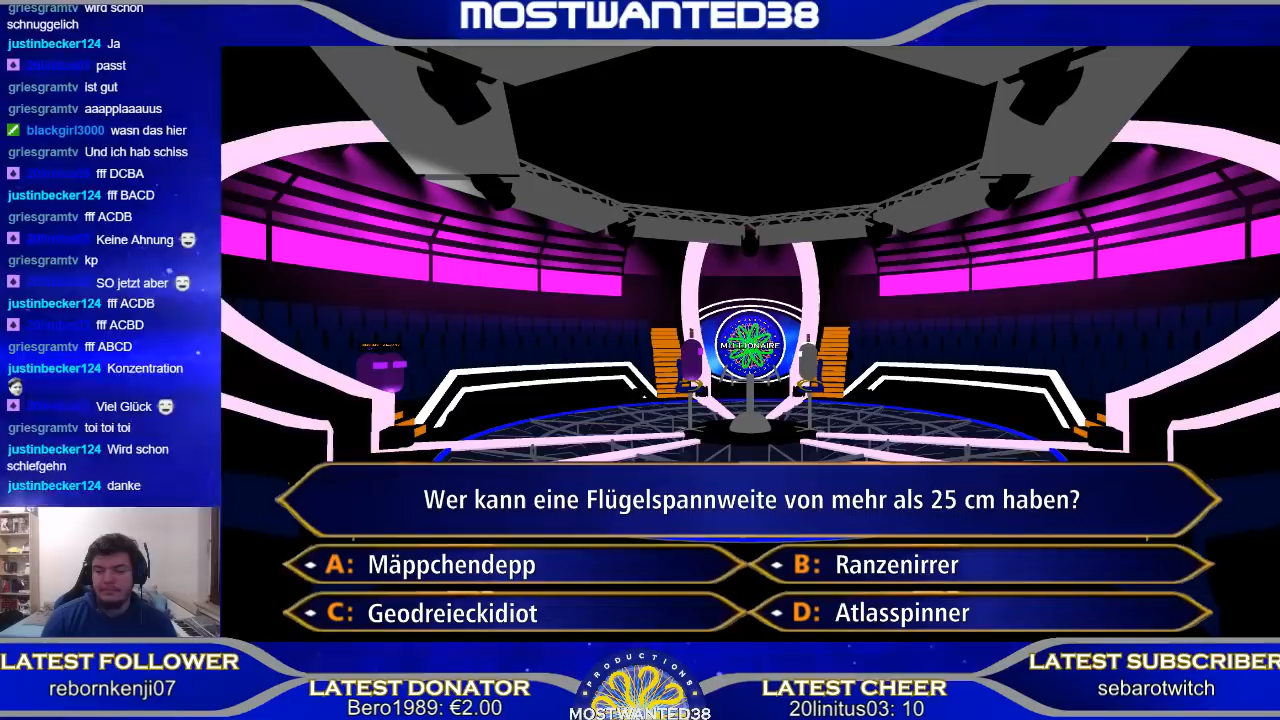 MOSTWANTED38
griesgramtv wird schon
schnuggelich
justinbecker124 Ja
passt
griesgramtv ist gut
griesgramtv aaapplaaauus
blackgirl3000 wasn das hier
griesgramtv Und ich hab schiss
fff DCBA
justinbecker124 fff BACD
griesgramtv fff ACDB
Keine Ahnung
griesgramtv kp
SO jetzt aber
justinbecker124 fff ACDB
fff ACBD
griesgramtv fff ABCD
justinbecker124 Konzentration
Viel Glück
griesgramtv toi toi toi
justinbecker124 Wird schon
schiefgehn
justinbecker124 danke
MILLIONAIRE
Wer kann eine Flügelspannweite von mehr als 25 cm haben?
A: Mäppchendepp
B: Ranzenirrer
C: Geodreieckidiot
D: Atlasspinner
LATEST FOLLOWER
rebornkenji07
LATEST DONATOR
Bero1989: €2.00
PRODUCTIONS
MOSTWANTED38
LATEST CHEER
20linitus03: 10
LATEST SUBSCRIBER
sebarotwitch